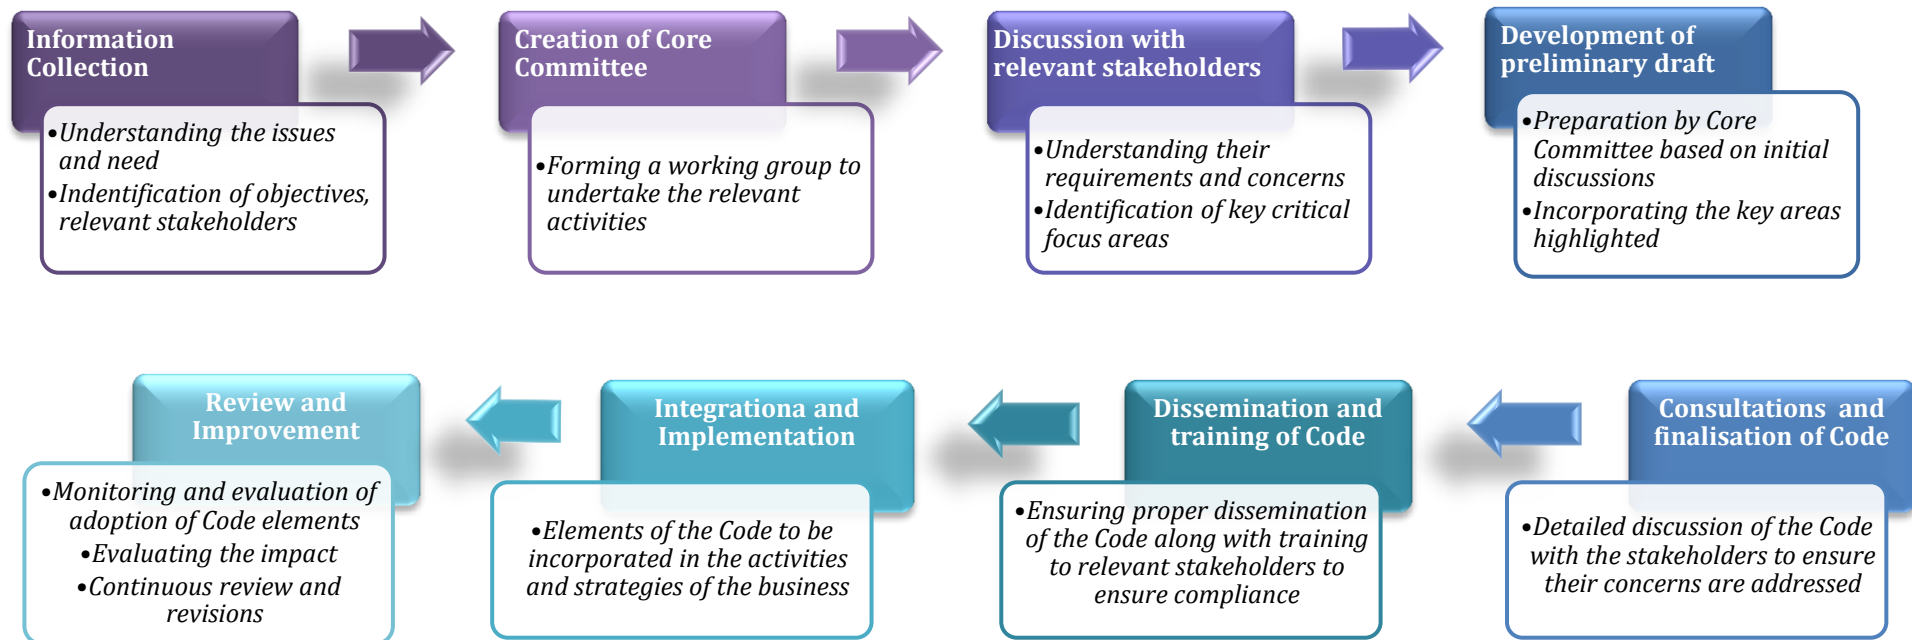 Information
Collection
•Understanding the issues
and need
•Indentification of objectives,
relevant stakeholders
Creation of Core
Committee
•Forming a working group to
undertake the relevant
activities
Discussion with
relevant stakeholders
•Understanding their
requirements and concerns
•Identification of key critical
focus areas
Development of
preliminary draft
•Preparation by Core
Committee based on initial
discussions
•Incorporating the key areas
highlighted
Consultations and
finalisation of Code
•Detailed discussion of the Code
with the stakeholders to ensure
their concerns are addressed
Dissemination and
training of Code
•Ensuring proper dissemination
of the Code along with training
to relevant stakeholders to
ensure compliance
Integrationa and
Implementation
•Elements of the Code to be
incorporated in the activities
and strategies of the business
Review and
Improvement
•Monitoring and evaluation of
adoption of Code elements
•Evaluating the impact
•Continuous review and
revisions